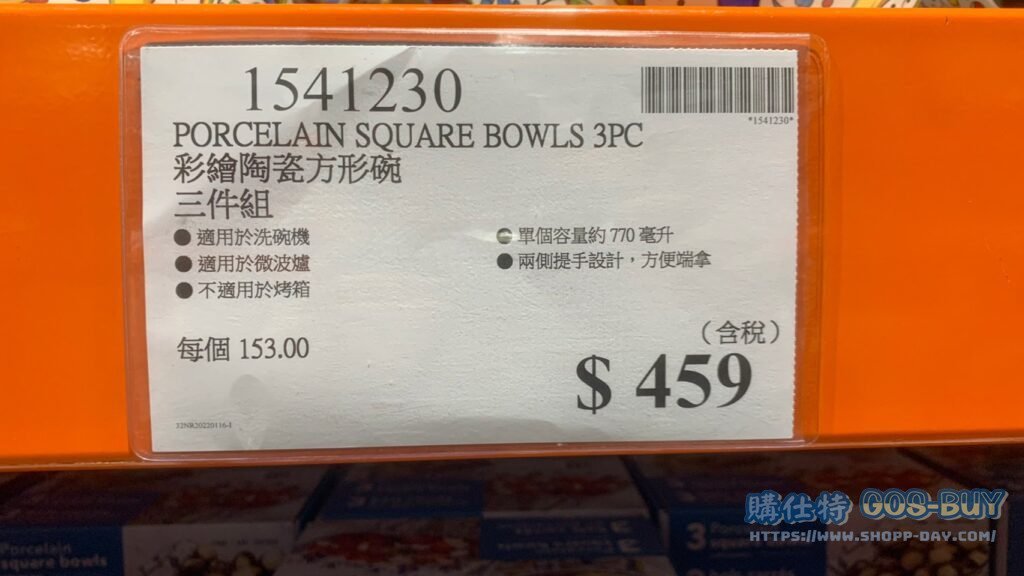 1541230
*1541230*
PORCELAIN SQUARE BOWLS 3PC
彩繪陶瓷方形碗
三件組
● 適用於洗碗機
● 適用於微波爐
● 不適用於烤箱
● 單個容量約 770 毫升
● 兩側提手設計，方便端拿
每個 153.00
（含稅）
$ 459
52NR20220116-1
Porcelain
square bowls
3
購仕特 GOS-BUY
HTTPS://WWW.SHOPP-DAY.COM/